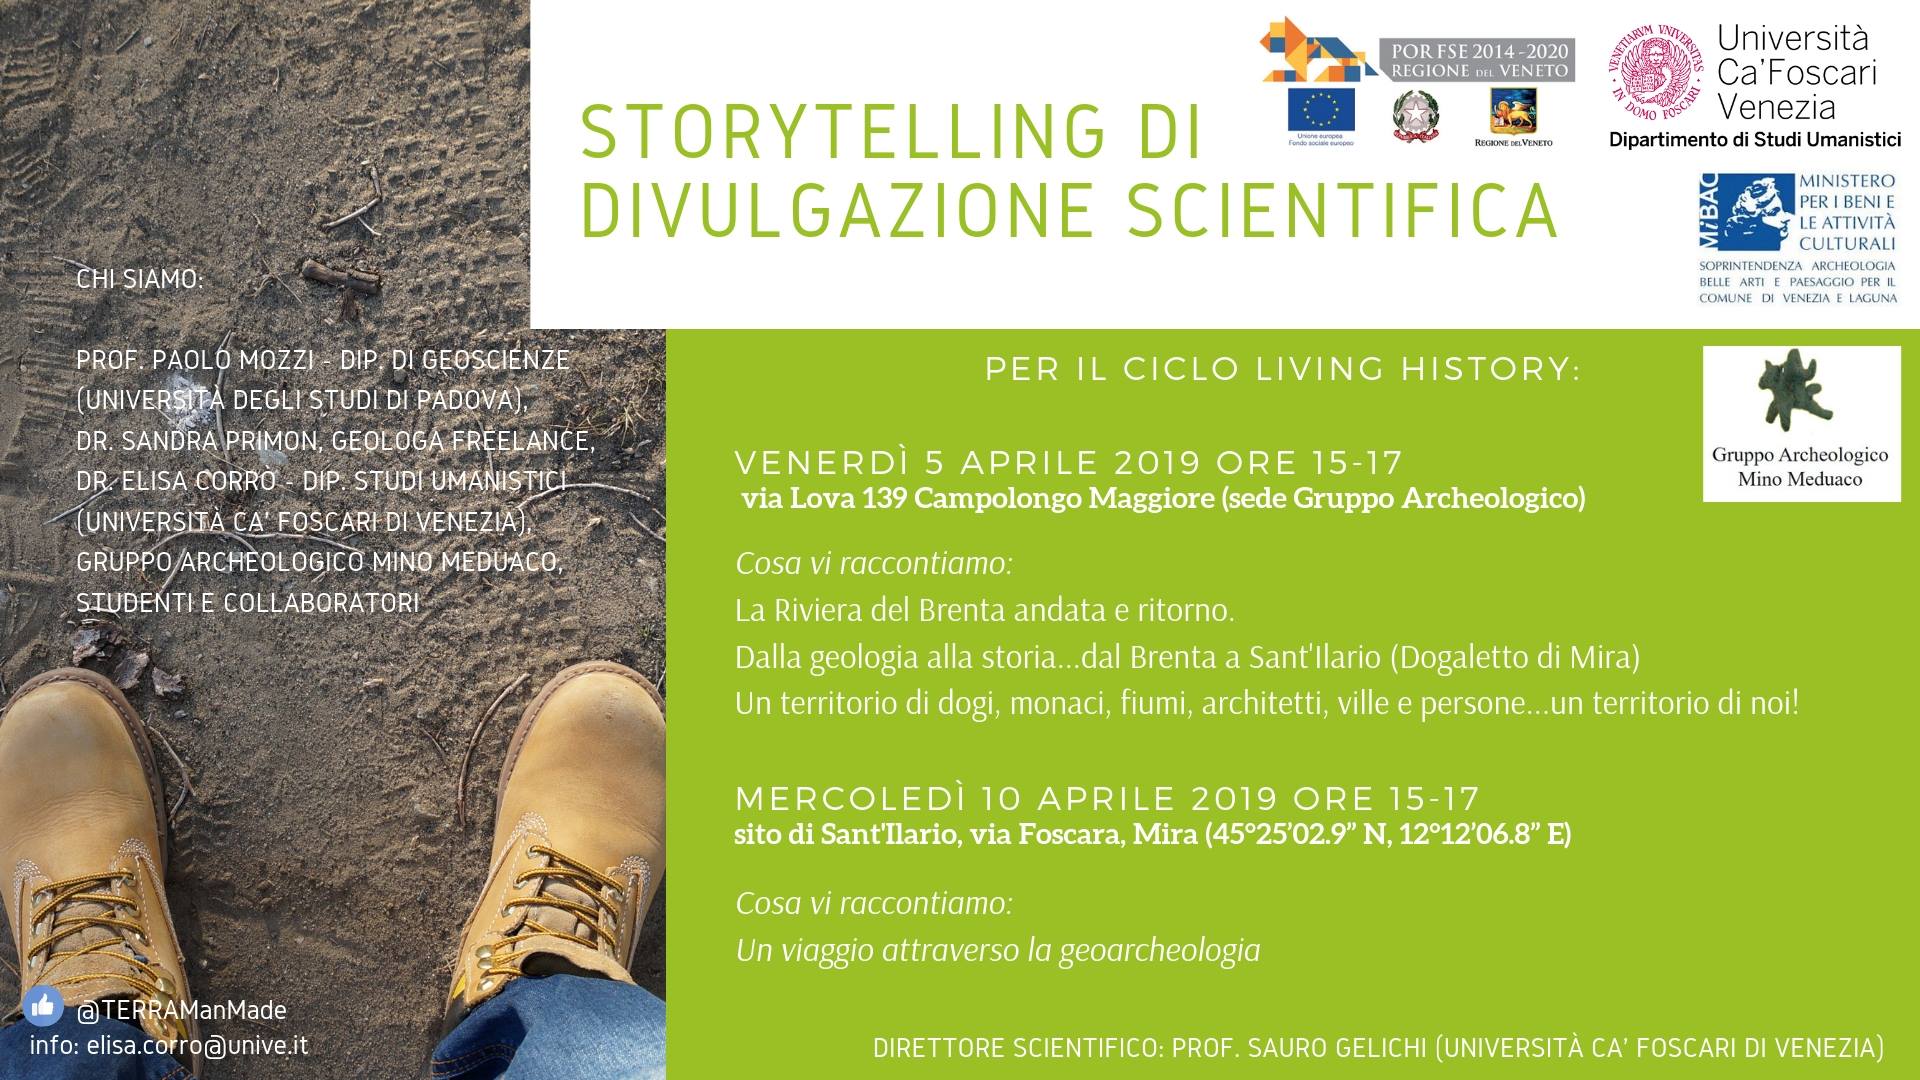 STORYTELLING DI
DIVULGAZIONE SCIENTIFICA
POR FSE 2014-2020
REGIONE DEL VENETO
Unione europea
Fondo sociale europeo
REGIONE DEL VENETO
VENETIARVM VNIVERSITAS
IN DOMO FOSCARI
Università
Ca'Foscari
Venezia
Dipartimento di Studi Umanistici
MiBAC
MINISTERO
PER I BENI E
LE ATTIVITÀ
CULTURALI
SOPRINTENDENZA ARCHEOLOGIA
BELLE ARTI E PAESAGGIO PER IL
COMUNE DI VENEZIA E LAGUNA
CHI SIAMO:
PROF. PAOLO MOZZI - DIP. DI GEOSCIENZE
(UNIVERSITÀ DEGLI STUDI DI PADOVA),
DR. SANDRA PRIMON, GEOLOGA FREELANCE,
DR. ELISA CORRÒ - DIP. STUDI UMANISTICI
(UNIVERSITÀ CA' FOSCARI DI VENEZIA),
GRUPPO ARCHEOLOGICO MINO MEDUACO,
STUDENTI E COLLABORATORI
@TERRAManMade
info: elisa.corro@unive.it
PER IL CICLO LIVING HISTORY:
Gruppo Archeologico
Mino Meduaco
VENERDÌ 5 APRILE 2019 ORE 15-17
via Lova 139 Campolongo Maggiore (sede Gruppo Archeologico)
Cosa vi raccontiamo:
La Riviera del Brenta andata e ritorno.
Dalla geologia alla storia...dal Brenta a Sant'Ilario (Dogaletto di Mira)
Un territorio di dogi, monaci, fiumi, architetti, ville e persone...un territorio di noi!
MERCOLEDÌ 10 APRILE 2019 ORE 15-17
sito di Sant'Ilario, via Foscara, Mira (45°25'02.9” N, 12°12'06.8” E)
Cosa vi raccontiamo:
Un viaggio attraverso la geoarcheologia
DIRETTORE SCIENTIFICO: PROF. SAURO GELICHI (UNIVERSITÀ CA' FOSCARI DI VENEZIA)